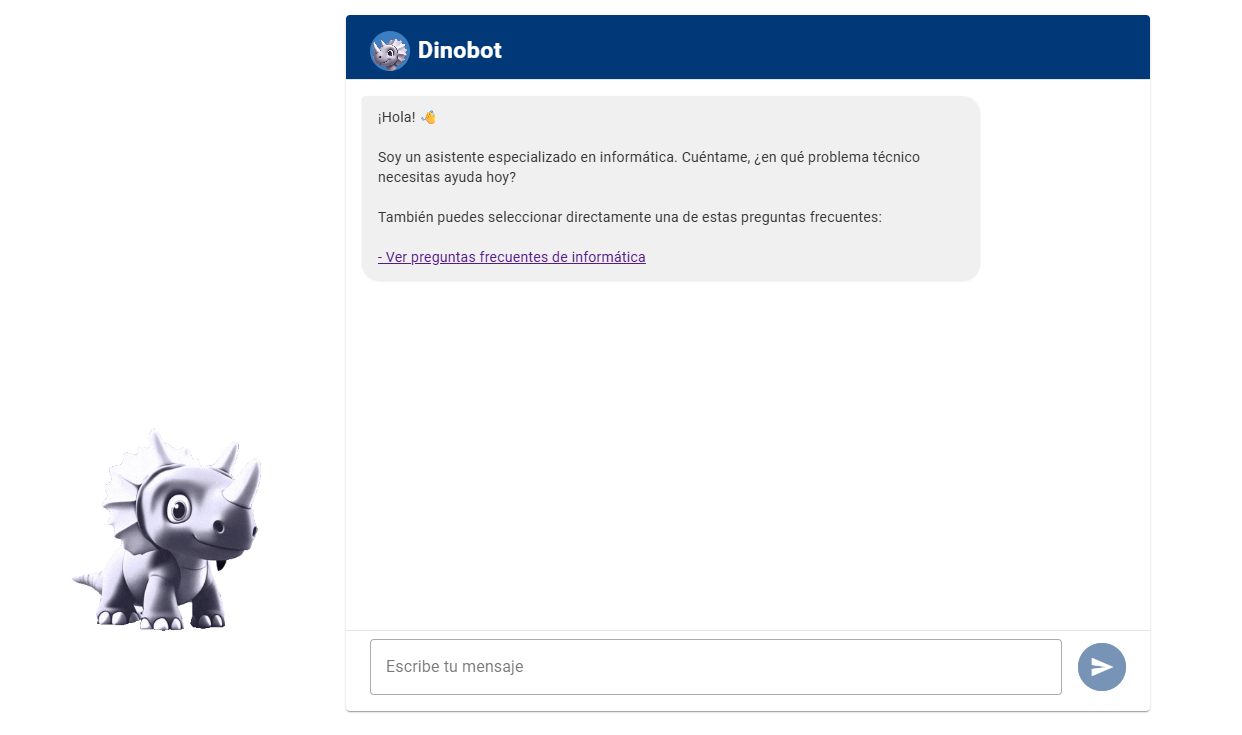 Dinobot
¡Hola! 👋
Soy un asistente especializado en informática. Cuéntame, ¿en qué problema técnico
necesitas ayuda hoy?
También puedes seleccionar directamente una de estas preguntas frecuentes:
- Ver preguntas frecuentes de informática
Escribe tu mensaje